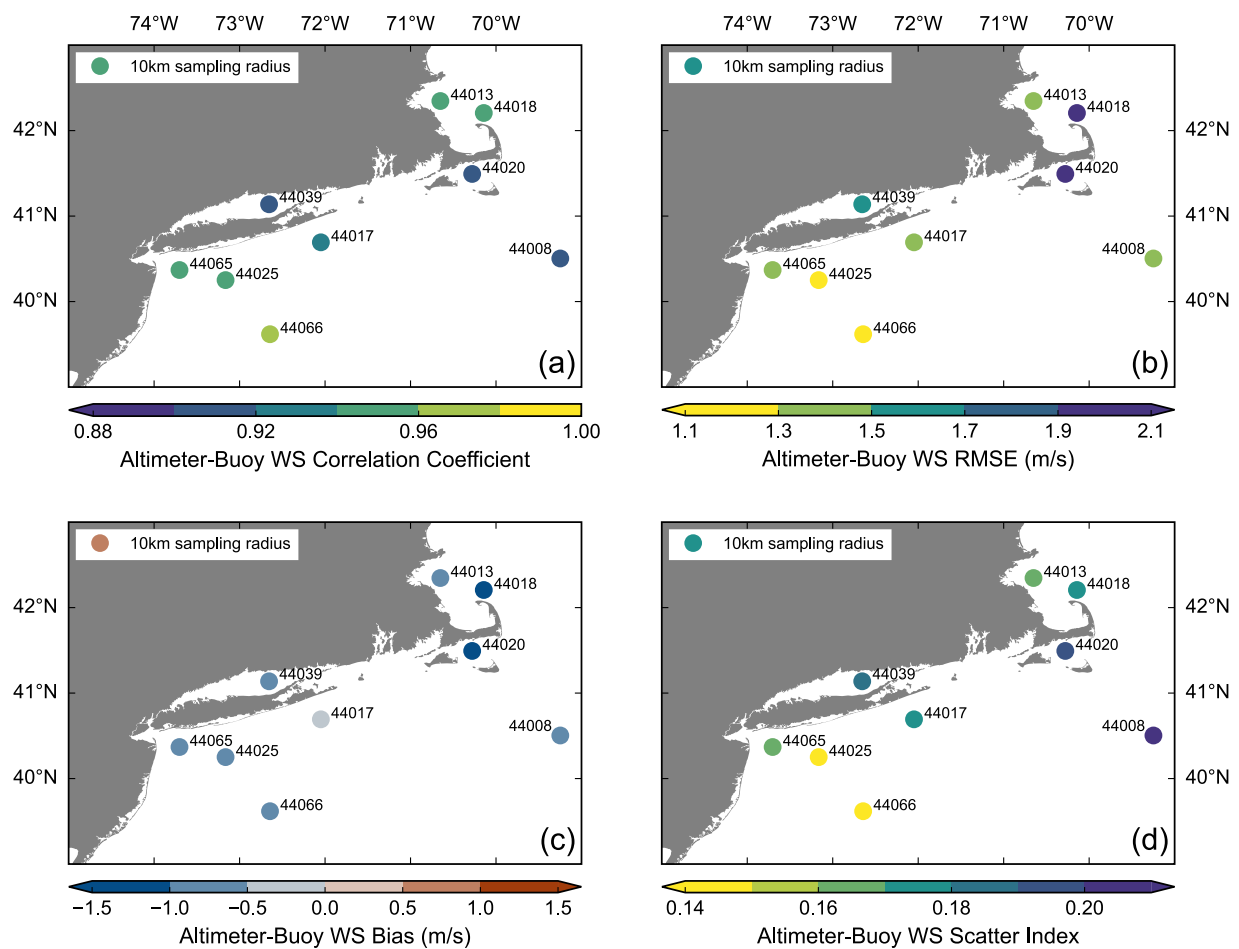 74°W 73°W 72°W 71°W 70°W
74°W 73°W 72°W 71°W 70°W
10km sampling radius
44013
44018
42°N
44020
44039
41°N
44017
44008
44065
44025
40°N
44066
(a)
0.88 0.92 0.96 1.00
Altimeter-Buoy WS Correlation Coefficient
10km sampling radius
44013
44018
42°N
44020
44039
41°N
44017
44008
44065
44025
40°N
44066
(b)
1.1 1.3 1.5 1.7 1.9 2.1
Altimeter-Buoy WS RMSE (m/s)
10km sampling radius
44013
44018
42°N
44020
44039
41°N
44017
44008
44065
44025
40°N
44066
(c)
−1.5 −1.0 −0.5 0.0 0.5 1.0 1.5
Altimeter-Buoy WS Bias (m/s)
10km sampling radius
44013
44018
42°N
44020
44039
41°N
44017
44008
44065
44025
40°N
44066
(d)
0.14 0.16 0.18 0.20
Altimeter-Buoy WS Scatter Index